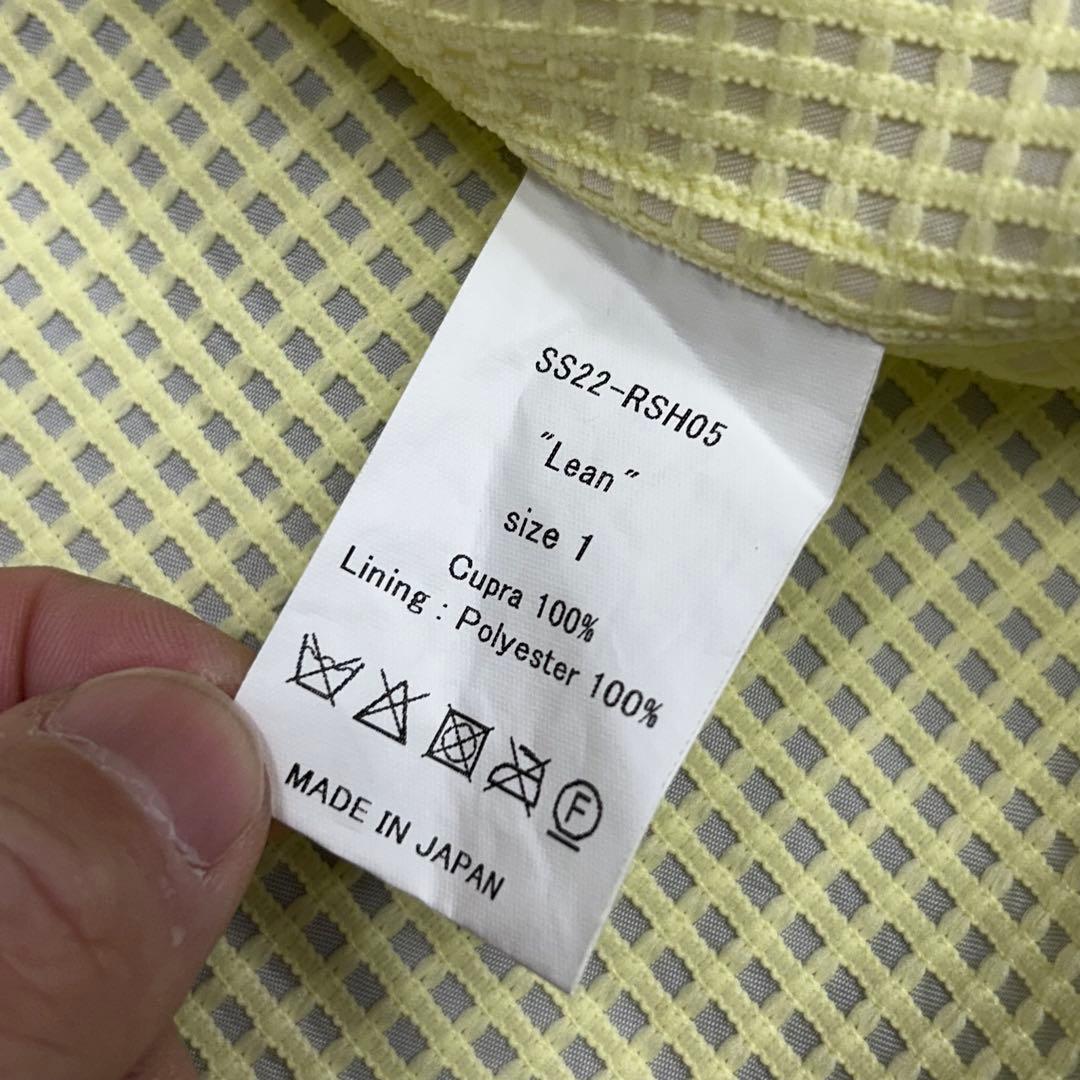 SS22-RSH05
"Lean"
size 1
Cupra 100%
Lining : Polyester 100%
F
MADE IN JAPAN